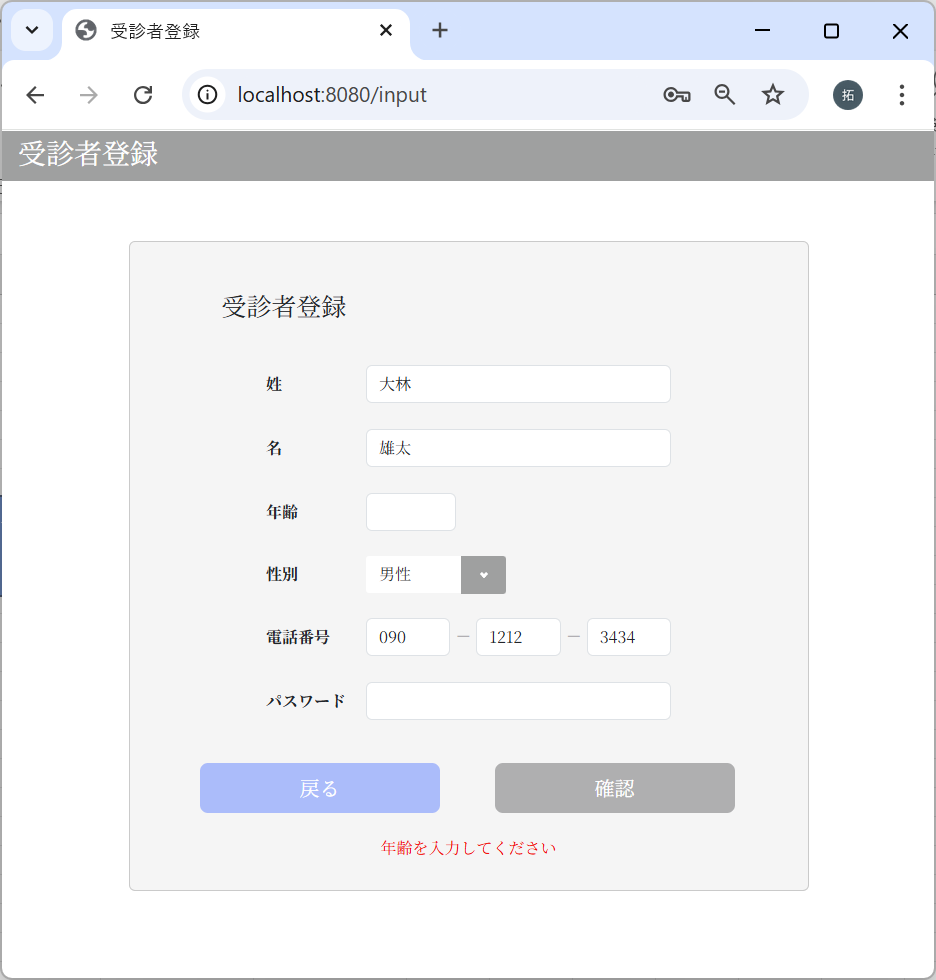 受診者登録
localhost:8080/input
拓
受診者登録
受診者登録
姓 大林
名 雄太
年齢
性別 男性
電話番号 090 － 1212 － 3434
パスワード
戻る 確認
年齢を入力してください